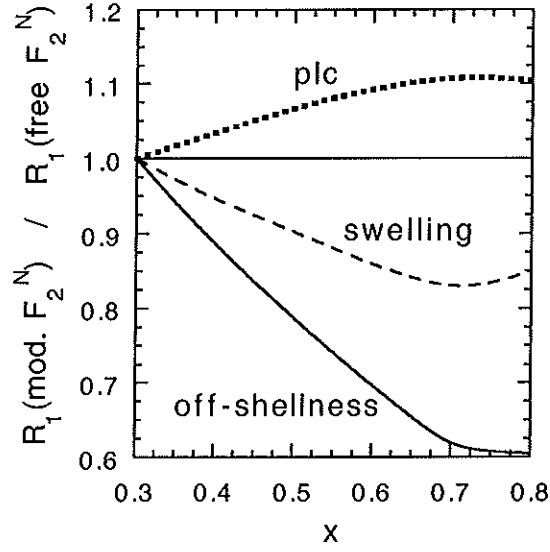 R₁(mod. F₂ᴺ) / R₁(free F₂ᴺ)
1.2
1.1
1.0
0.9
0.8
0.7
0.6
plc
swelling
off-shellness
0.3 0.4 0.5 0.6 0.7 0.8
x